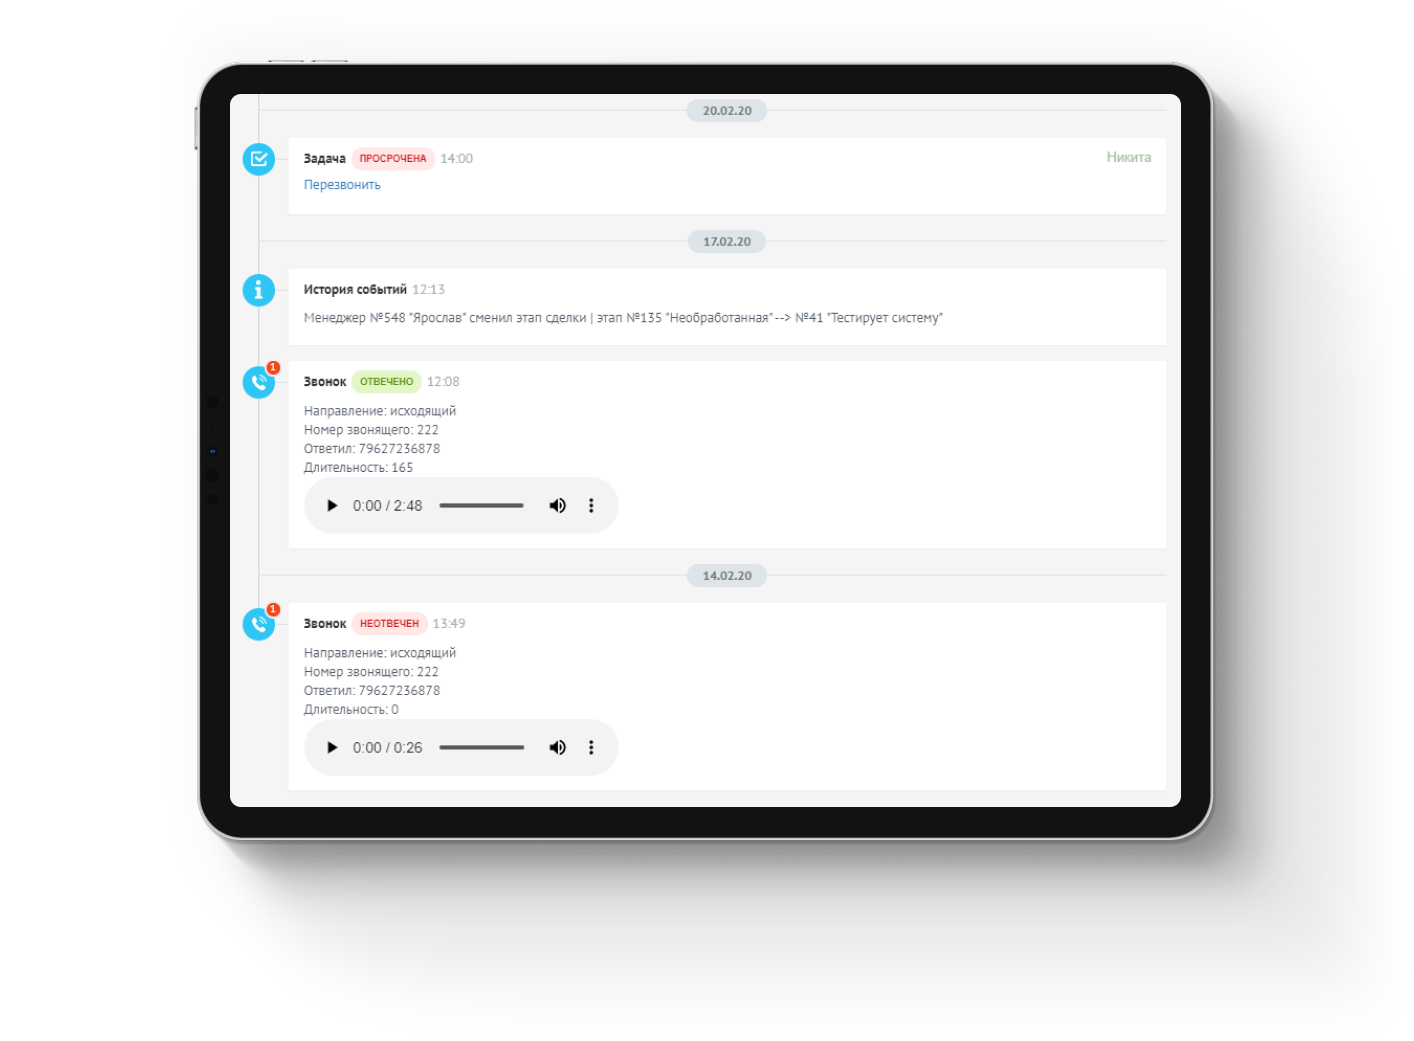 20.02.20
Задача ПРОСРОЧЕНА 14:00 Никита
Перезвонить
17.02.20
История событий 12:13
Менеджер №548 "Ярослав" сменил этап сделки | этап №135 "Необработанная" --> №41 "Тестирует систему"
1
Звонок ОТВЕЧЕНО 12:08
Направление: исходящий
Номер звонящего: 222
Ответил: 79627236878
Длительность: 165
0:00 / 2:48
14.02.20
1
Звонок НЕОТВЕЧЕН 13:49
Направление: исходящий
Номер звонящего: 222
Ответил: 79627236878
Длительность: 0
0:00 / 0:26